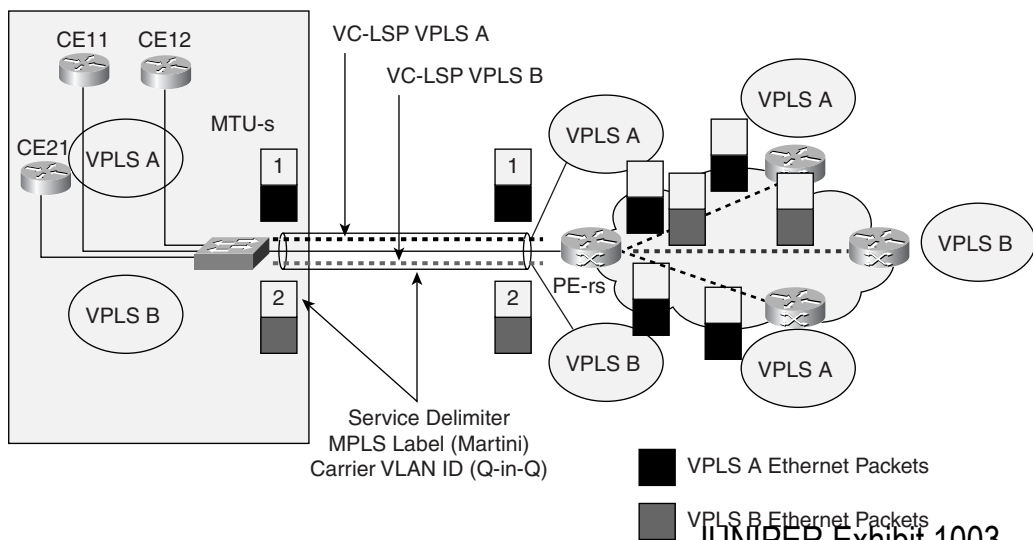 CE11
CE12
VC-LSP VPLS A
VC-LSP VPLS B
MTU-s
CE21
VPLS A
VPLS A
VPLS A
1
1
VPLS B
PE-rs
2
2
VPLS B
VPLS B
VPLS A
Service Delimiter
MPLS Label (Martini)
Carrier VLAN ID (Q-in-Q)
VPLS A Ethernet Packets
VPLS B Ethernet Packets
JUNIPER Exhibit 1003